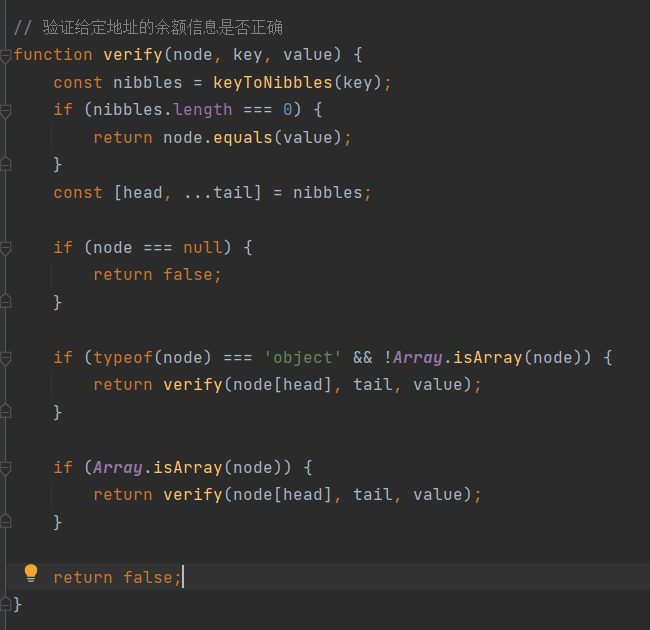 // 验证给定地址的余额信息是否正确
function verify(node, key, value) {
    const nibbles = keyToNibbles(key);
    if (nibbles.length === 0) {
        return node.equals(value);
    }
    const [head, ...tail] = nibbles;

    if (node === null) {
        return false;
    }

    if (typeof(node) === 'object' && !Array.isArray(node)) {
        return verify(node[head], tail, value);
    }

    if (Array.isArray(node)) {
        return verify(node[head], tail, value);
    }

    return false;
}